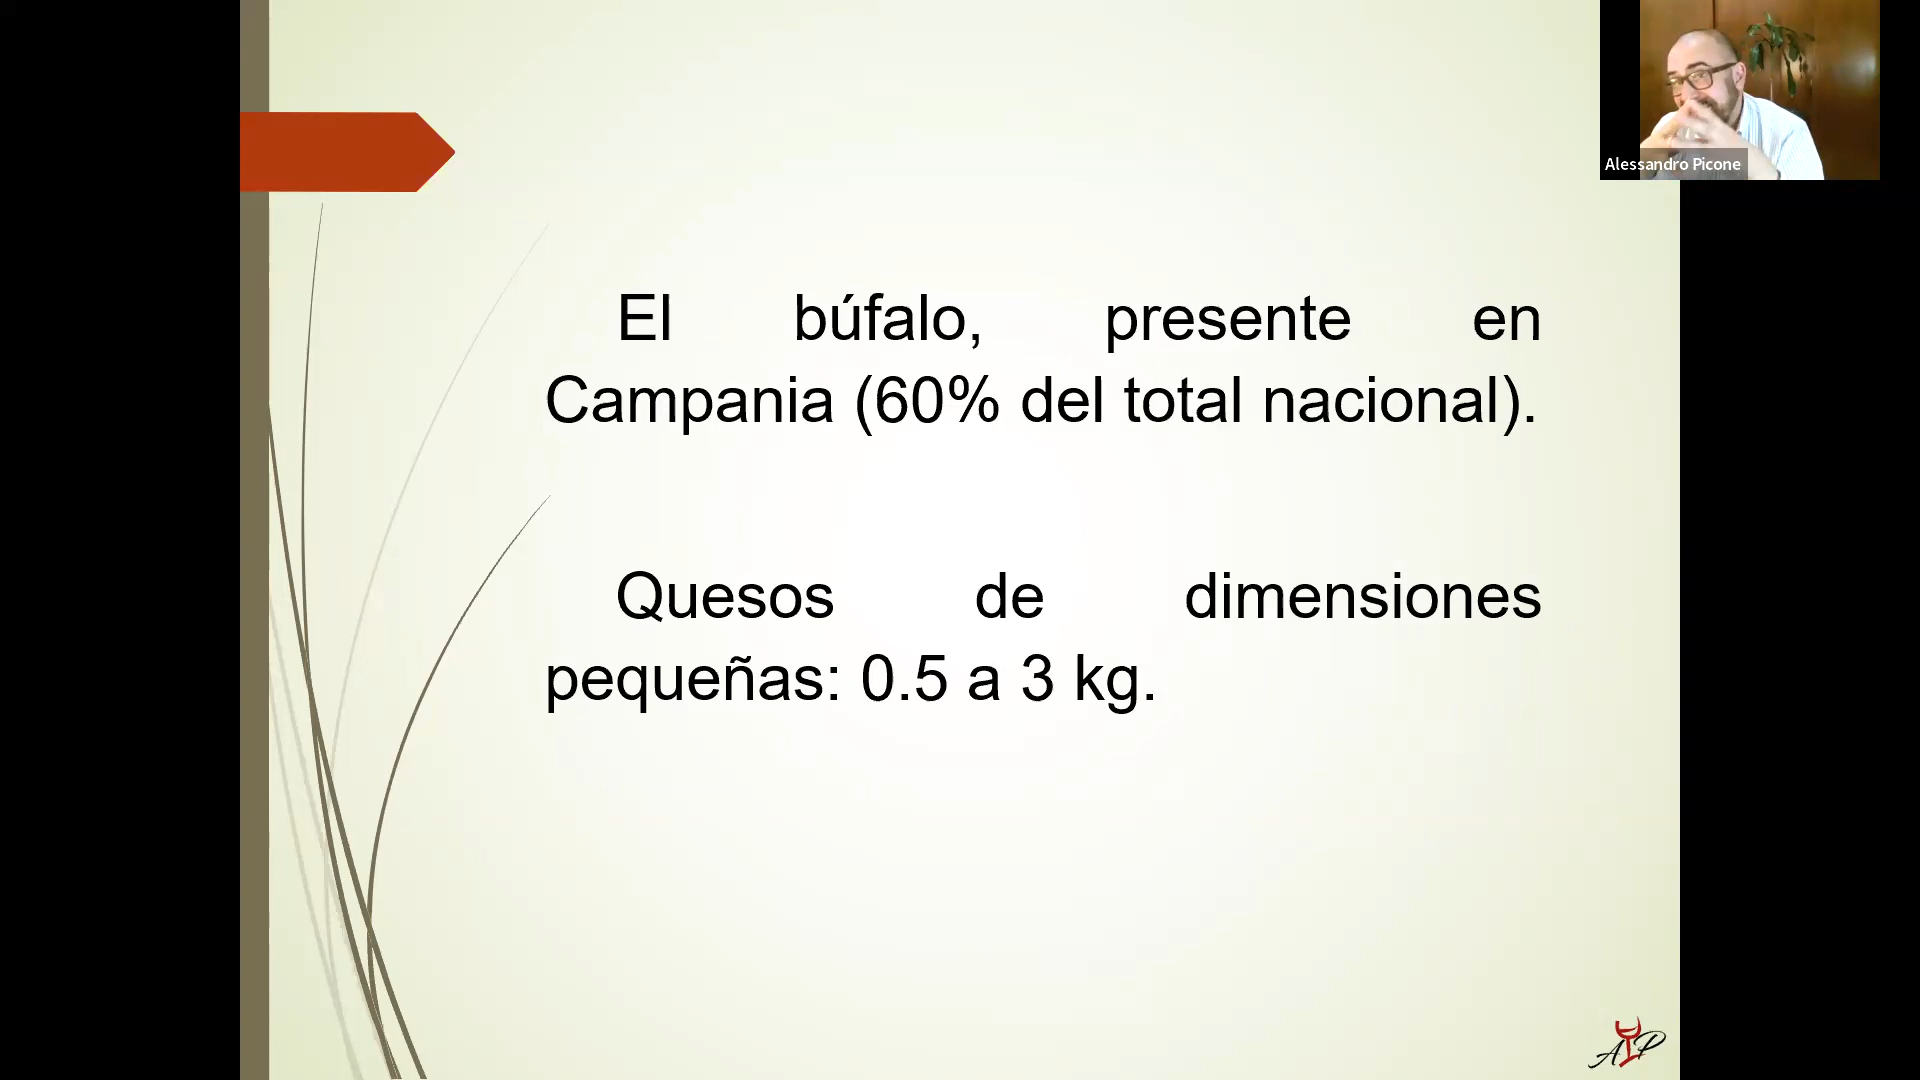 El búfalo, presente en
Campania (60% del total nacional).
Quesos de dimensiones
pequeñas: 0.5 a 3 kg.
Alessandro Picone
AP